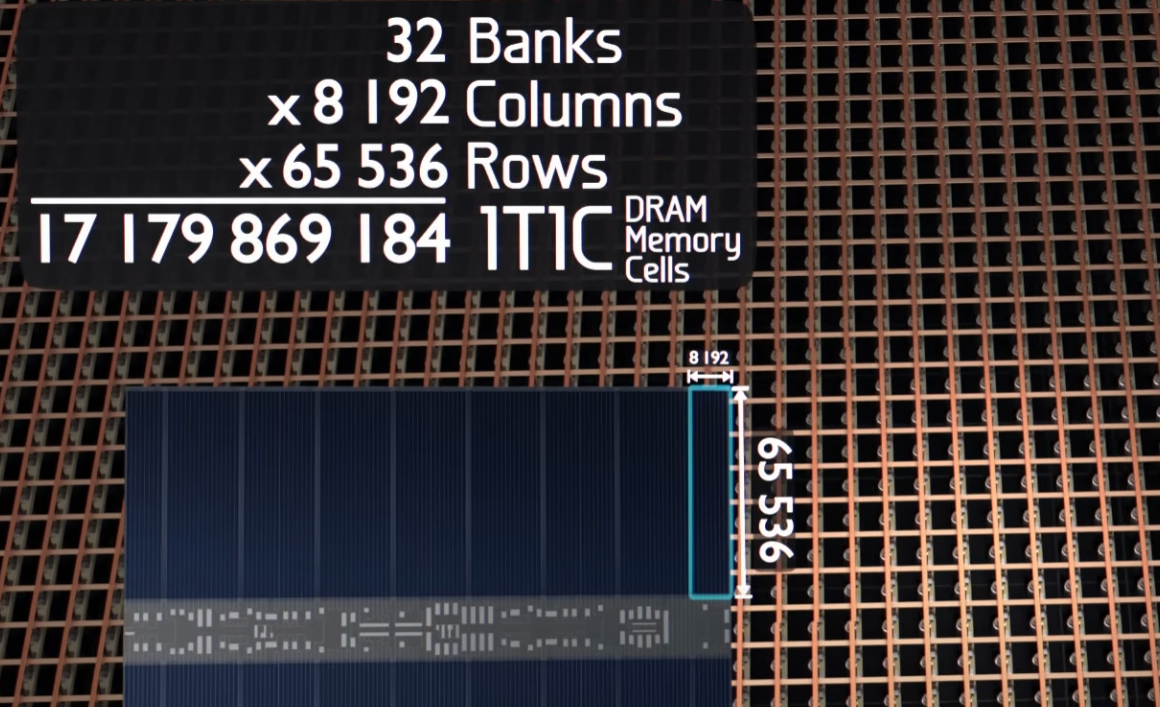 32 Banks
x 8 192 Columns
x 65 536 Rows
17 179 869 184 1T1C DRAM
Memory
Cells
8 192
65 536